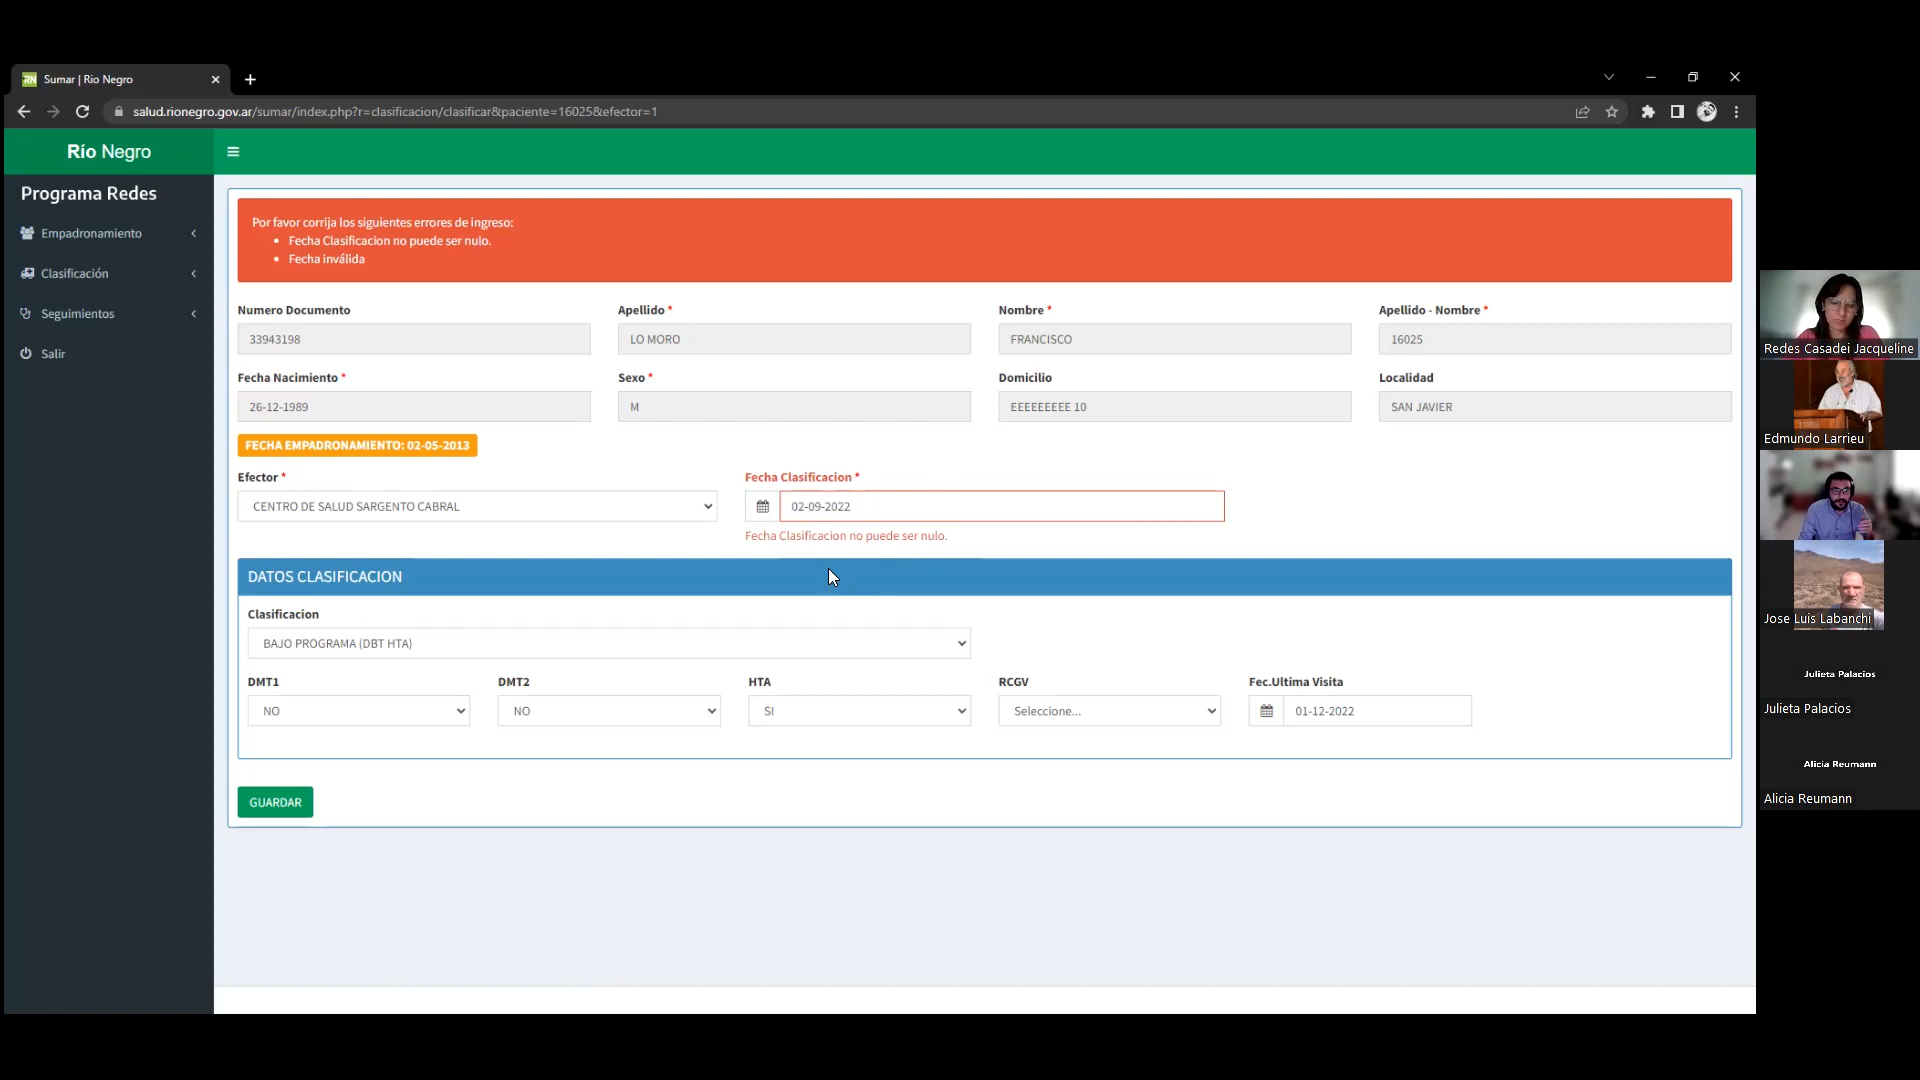 Sumar | Rio Negro
salud.rionegro.gov.ar/sumar/index.php?r=clasificacion/clasificar&paciente=16025&efector=1
Río Negro
Programa Redes
Empadronamiento
Clasificación
Seguimientos
Salir
Por favor corrija los siguientes errores de ingreso:
Fecha Clasificacion no puede ser nulo.
Fecha inválida
Numero Documento
Apellido *
Nombre *
Apellido - Nombre *
33943198
LO MORO
FRANCISCO
16025
Fecha Nacimiento *
Sexo *
Domicilio
Localidad
26-12-1989
M
EEEEEEEEE 10
SAN JAVIER
FECHA EMPADRONAMIENTO: 02-05-2013
Efector *
Fecha Clasificacion *
CENTRO DE SALUD SARGENTO CABRAL
02-09-2022
Fecha Clasificacion no puede ser nulo.
DATOS CLASIFICACION
Clasificacion
BAJO PROGRAMA (DBT HTA)
DMT1
DMT2
HTA
RCGV
Fec.Ultima Visita
NO
NO
SI
Seleccione...
01-12-2022
GUARDAR
Redes Casadei Jacqueline
Edmundo Larrieu
Jose Luis Labanchi
Julieta Palacios
Julieta Palacios
Alicia Reumann
Alicia Reumann